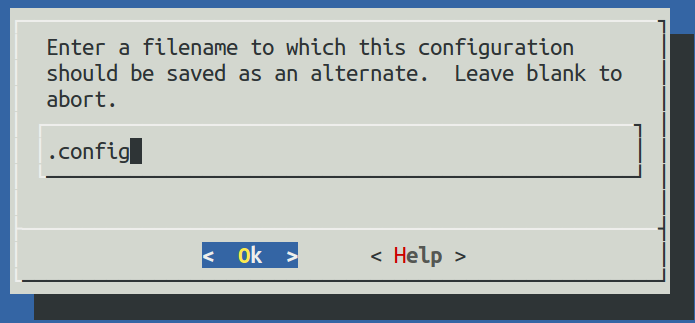 Enter a filename to which this configuration
should be saved as an alternate.  Leave blank to
abort.
.config
<  Ok  >      < Help >